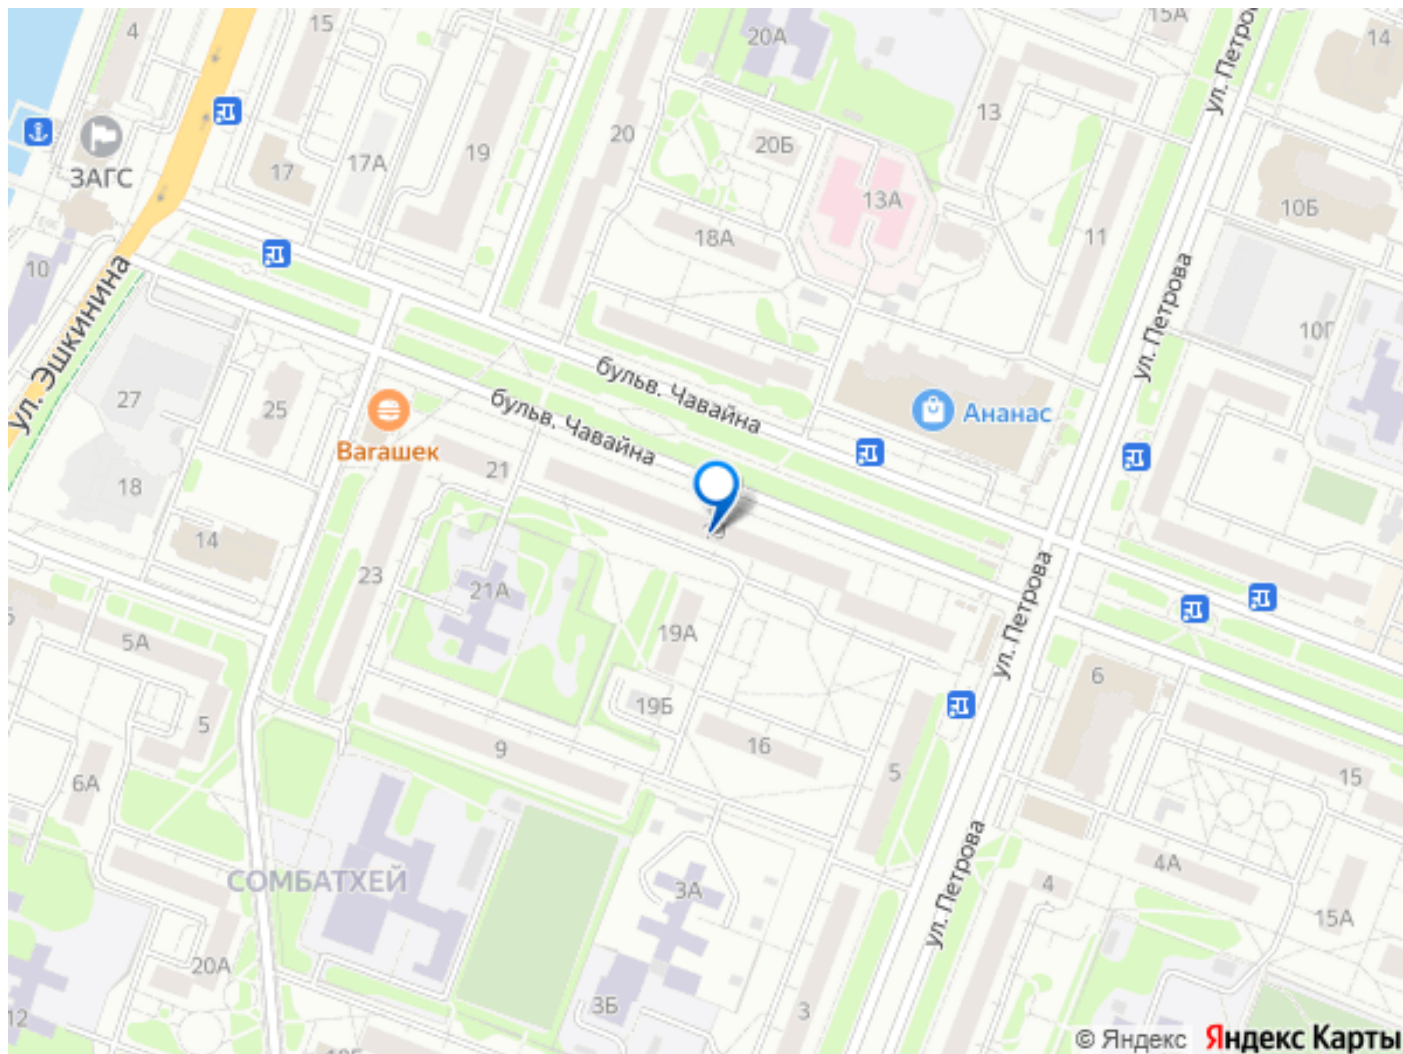 4
15
20А
15А
14
ул. Петрова
ЗАГС
17
17А
19
20
20Б
13
13А
18А
11
10Б
10
ул. Эшкинина
ул. Петрова
10Г
27
25
бульв. Чавайна
бульв. Чавайна
Вагашек
Ананас
21
18
14
23
21А
19А
ул. Петрова
5А
5
19Б
9
16
5
6
15
6А
СОМБАТХЕЙ
3А
ул. Петрова
4А
4
15А
20А
12
3Б
3
© Яндекс
Яндекс Карты